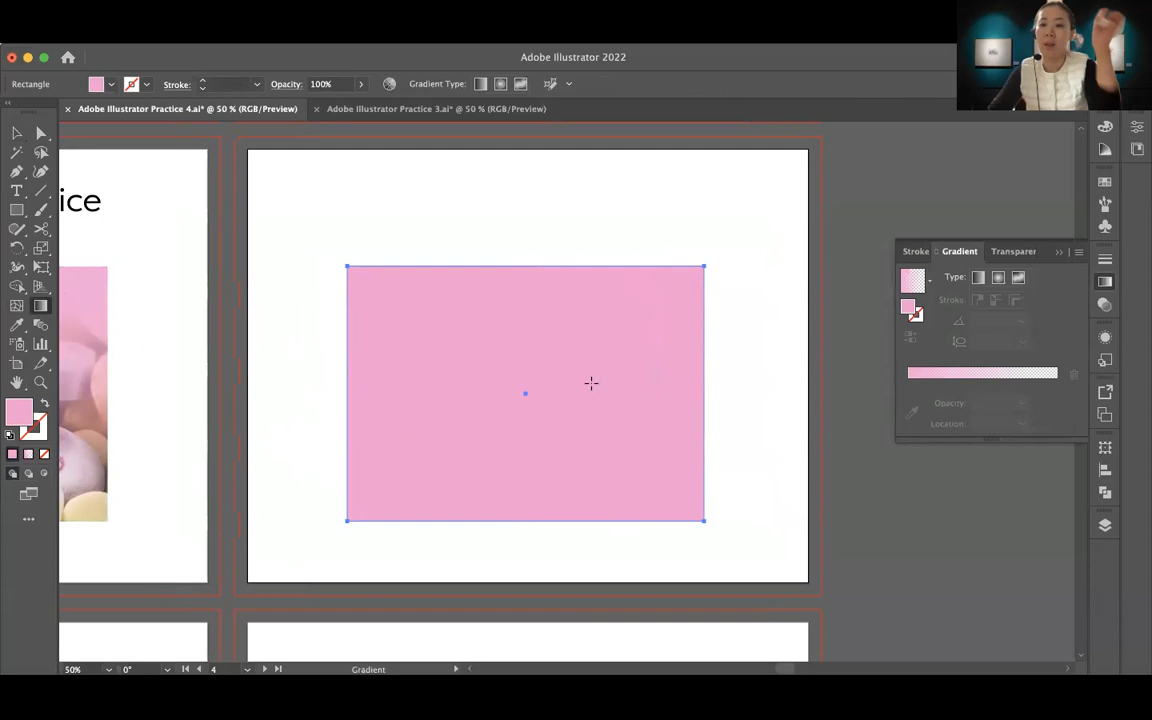 Adobe Illustrator 2022
Rectangle
Stroke:
Opacity:
100%
Gradient Type:
× Adobe Illustrator Practice 4.ai* @ 50 % (RGB/Preview)
× Adobe Illustrator Practice 3.ai* @ 50 % (RGB/Preview)
ice
Stroke
Gradient
Transparer
Type:
Stroke:
Opacity:
Location:
50%
0°
4
Gradient